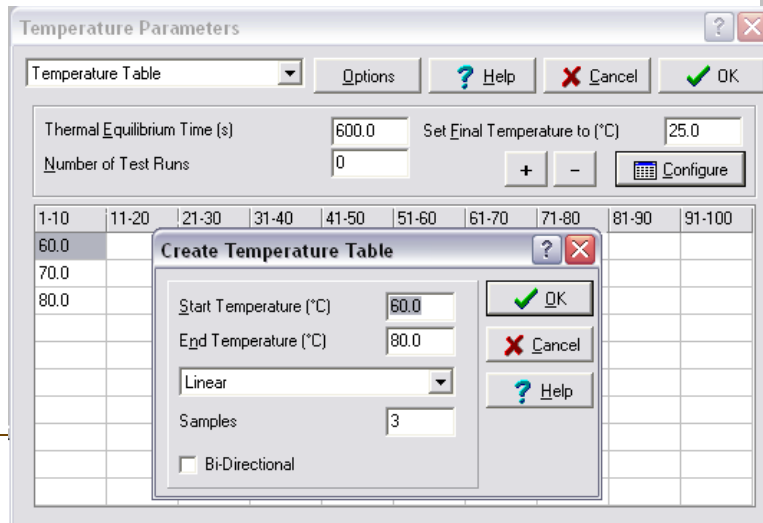 Temperature Parameters
Temperature Table Options Help Cancel OK
Thermal Equilibrium Time (s) 600.0 Set Final Temperature to (°C) 25.0
Number of Test Runs 0 + - Configure
1-10 11-20 21-30 31-40 41-50 51-60 61-70 71-80 81-90 91-100
60.0
70.0
80.0
Create Temperature Table
Start Temperature (°C) 60.0 OK
End Temperature (°C) 80.0 Cancel
Linear Help
Samples 3
Bi-Directional